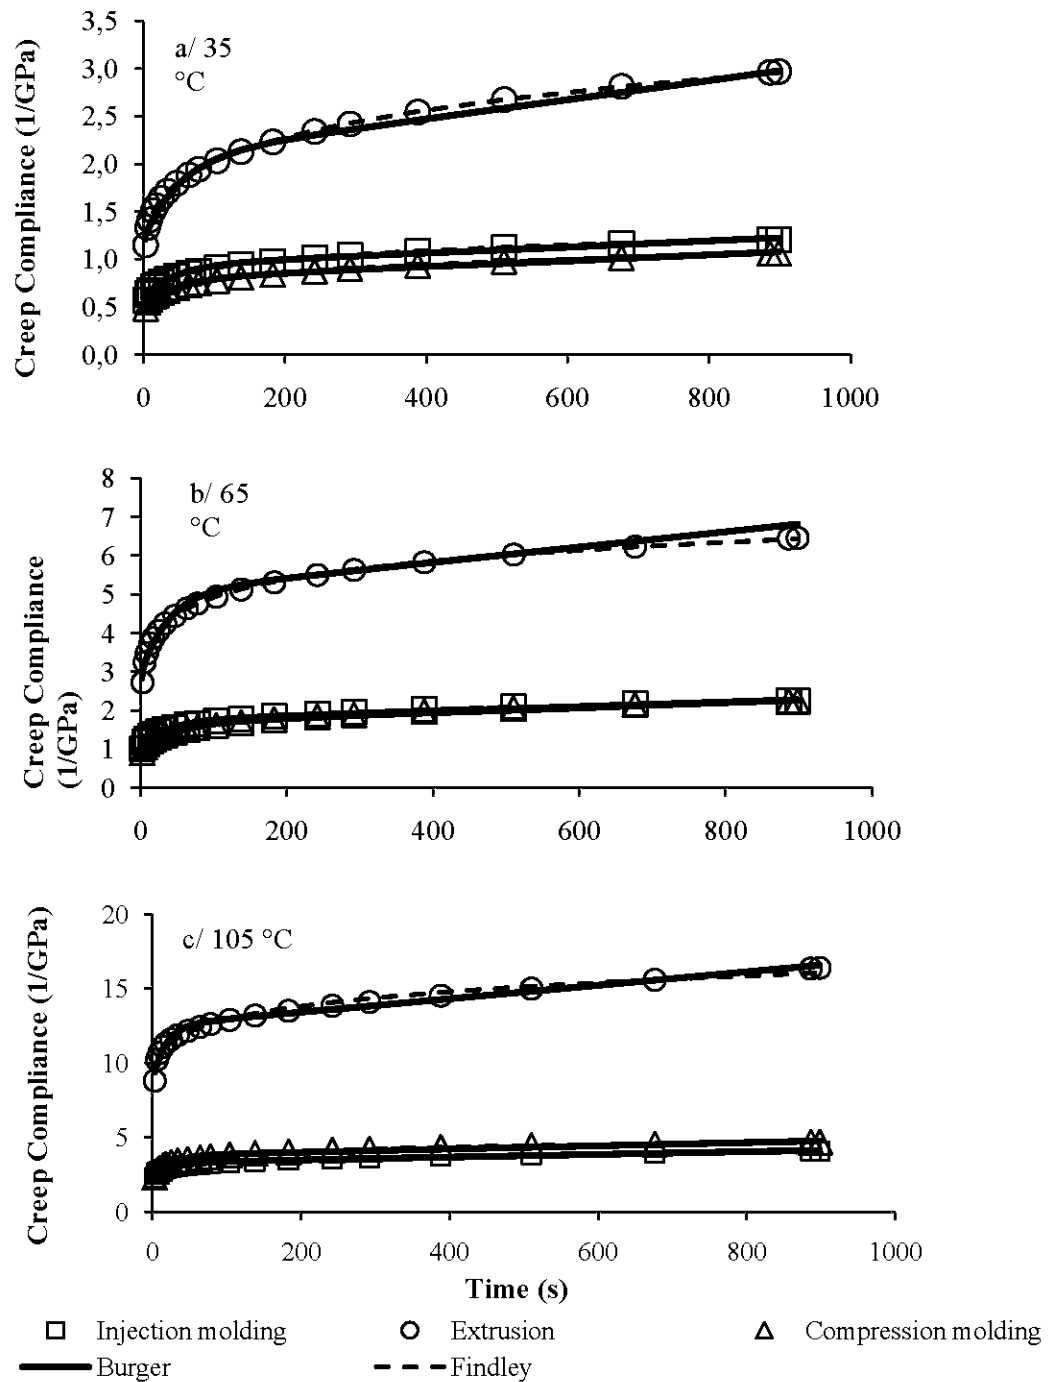 3,5
3,0
2,5
2,0
1,5
1,0
0,5
0,0
Creep Compliance (1/GPa)
a/ 35
°C
0 200 400 600 800 1000
8
7
6
5
4
3
2
1
0
Creep Compliance
(1/GPa)
b/ 65
°C
0 200 400 600 800 1000
20
15
10
5
0
Creep Compliance (1/GPa)
c/ 105 °C
0 200 400 600 800 1000
Time (s)
Injection molding Extrusion Compression molding
Burger Findley